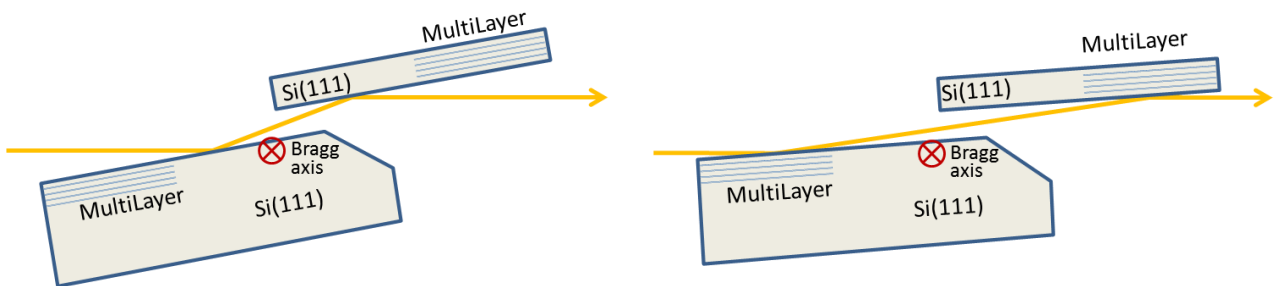 MultiLayer
Si(111)
Bragg
axis
MultiLayer
Si(111)
MultiLayer
Si(111)
Bragg
axis
MultiLayer
Si(111)